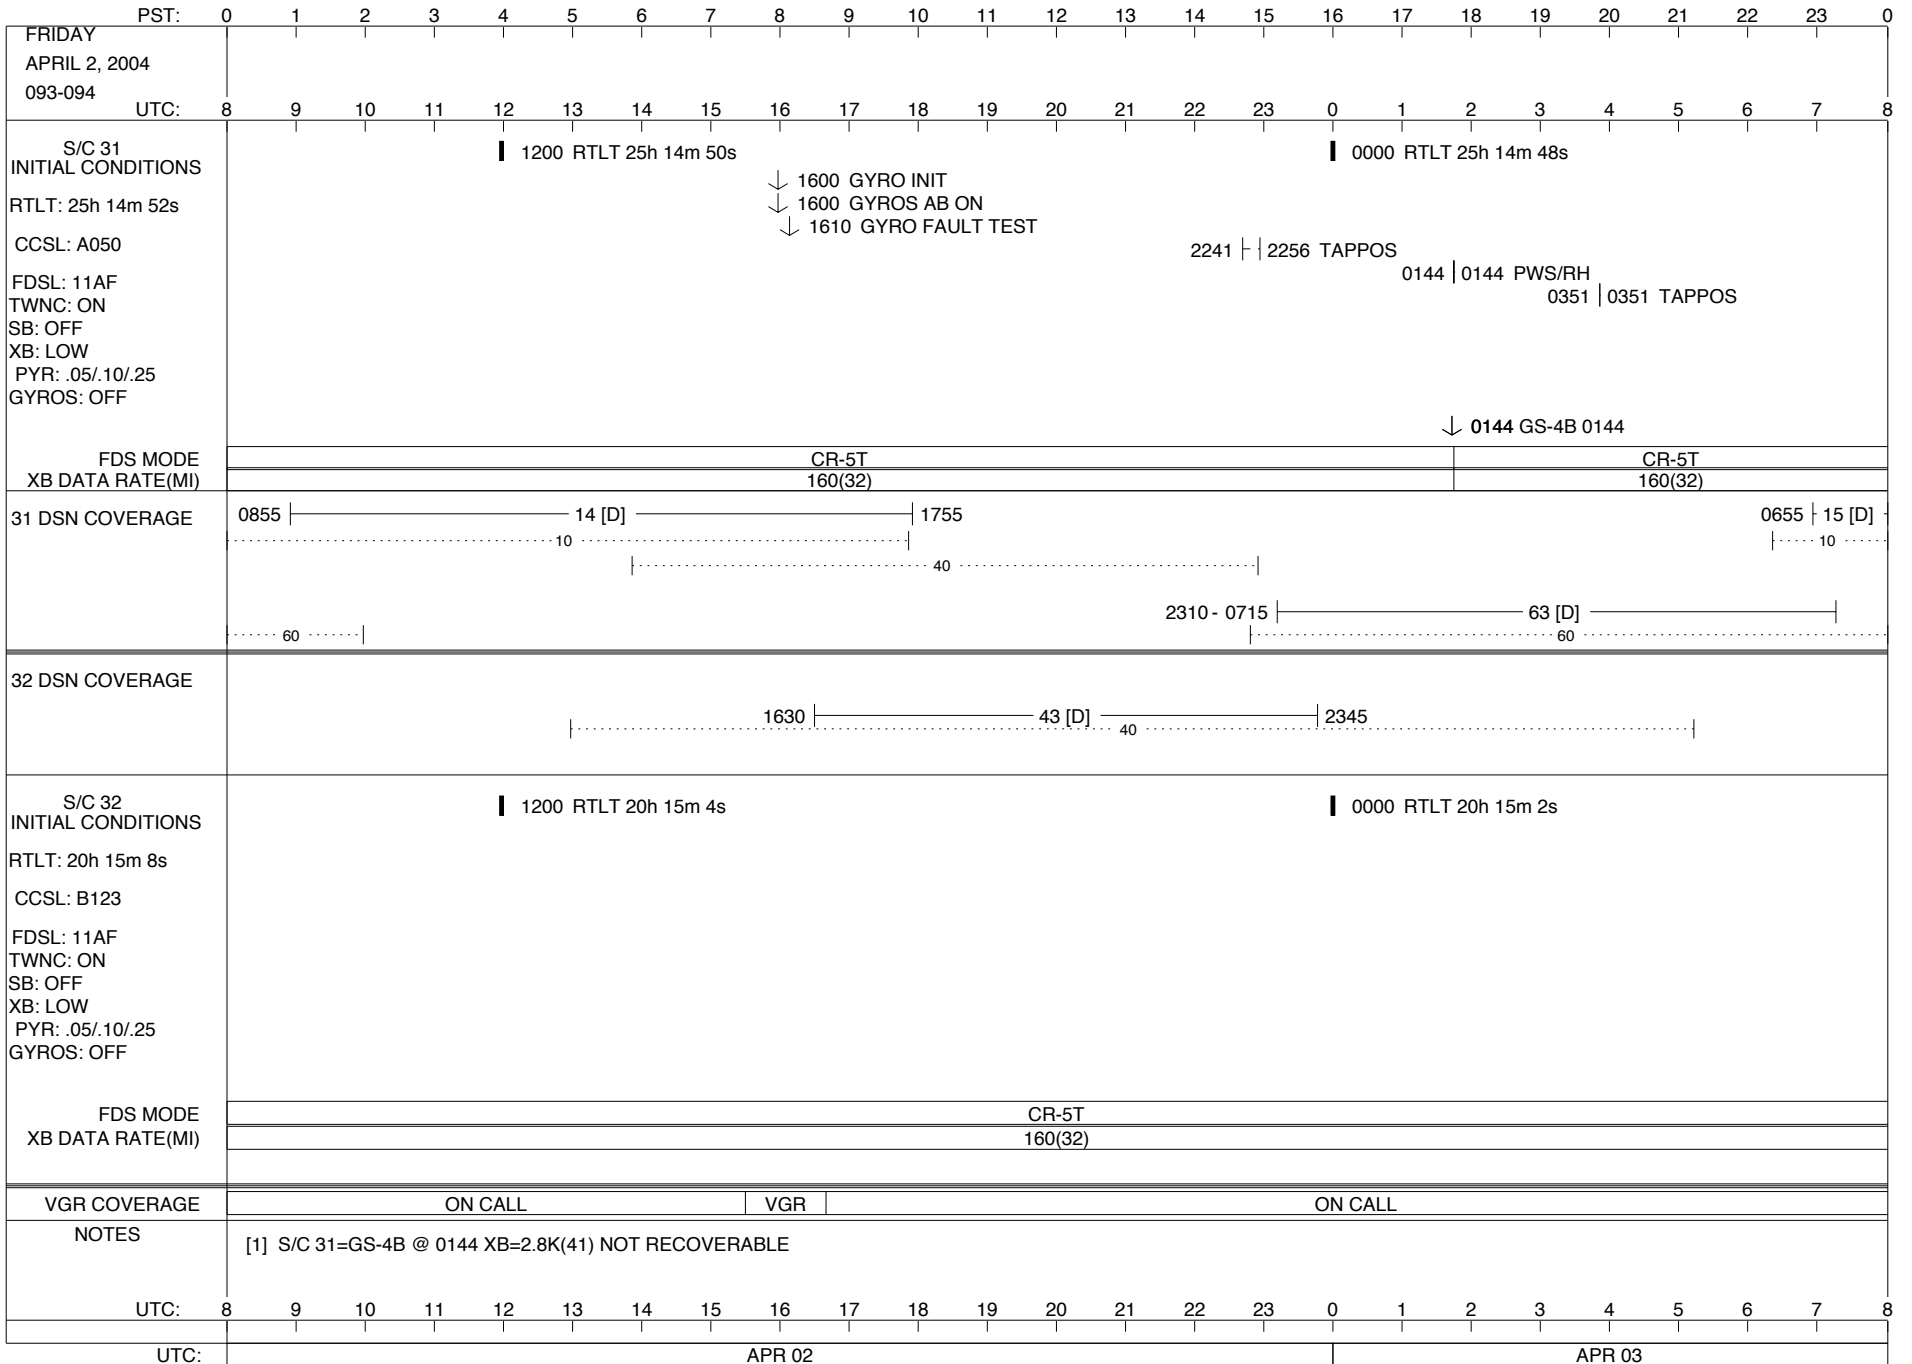 PST: 0 1 2 3 4 5 6 7 8 9 10 11 12 13 14 15 16 17 18 19 20 21 22 23 0
FRIDAY
APRIL 2, 2004
093-094
UTC: 8 9 10 11 12 13 14 15 16 17 18 19 20 21 22 23 0 1 2 3 4 5 6 7 8
S/C 31
INITIAL CONDITIONS
1200 RTLT 25h 14m 50s
0000 RTLT 25h 14m 48s
1600 GYRO INIT
RTLT: 25h 14m 52s
1600 GYROS AB ON
1610 GYRO FAULT TEST
CCSL: A050
2241 2256 TAPPOS
FDSL: 11AF
0144 0144 PWS/RH
TWNC: ON
0351 0351 TAPPOS
SB: OFF
XB: LOW
PYR: .05/.10/.25
GYROS: OFF
0144 GS-4B 0144
FDS MODE CR-5T CR-5T
XB DATA RATE(MI) 160(32) 160(32)
31 DSN COVERAGE 0855 14 [D] 1755 0655 15 [D]
10 10
40
2310 - 0715 63 [D]
60 60
32 DSN COVERAGE
1630 43 [D] 2345
40
S/C 32
INITIAL CONDITIONS
1200 RTLT 20h 15m 4s
0000 RTLT 20h 15m 2s
RTLT: 20h 15m 8s
CCSL: B123
FDSL: 11AF
TWNC: ON
SB: OFF
XB: LOW
PYR: .05/.10/.25
GYROS: OFF
FDS MODE CR-5T
XB DATA RATE(MI) 160(32)
VGR COVERAGE ON CALL VGR ON CALL
NOTES
[1] S/C 31=GS-4B @ 0144 XB=2.8K(41) NOT RECOVERABLE
UTC: 8 9 10 11 12 13 14 15 16 17 18 19 20 21 22 23 0 1 2 3 4 5 6 7 8
UTC: APR 02 APR 03